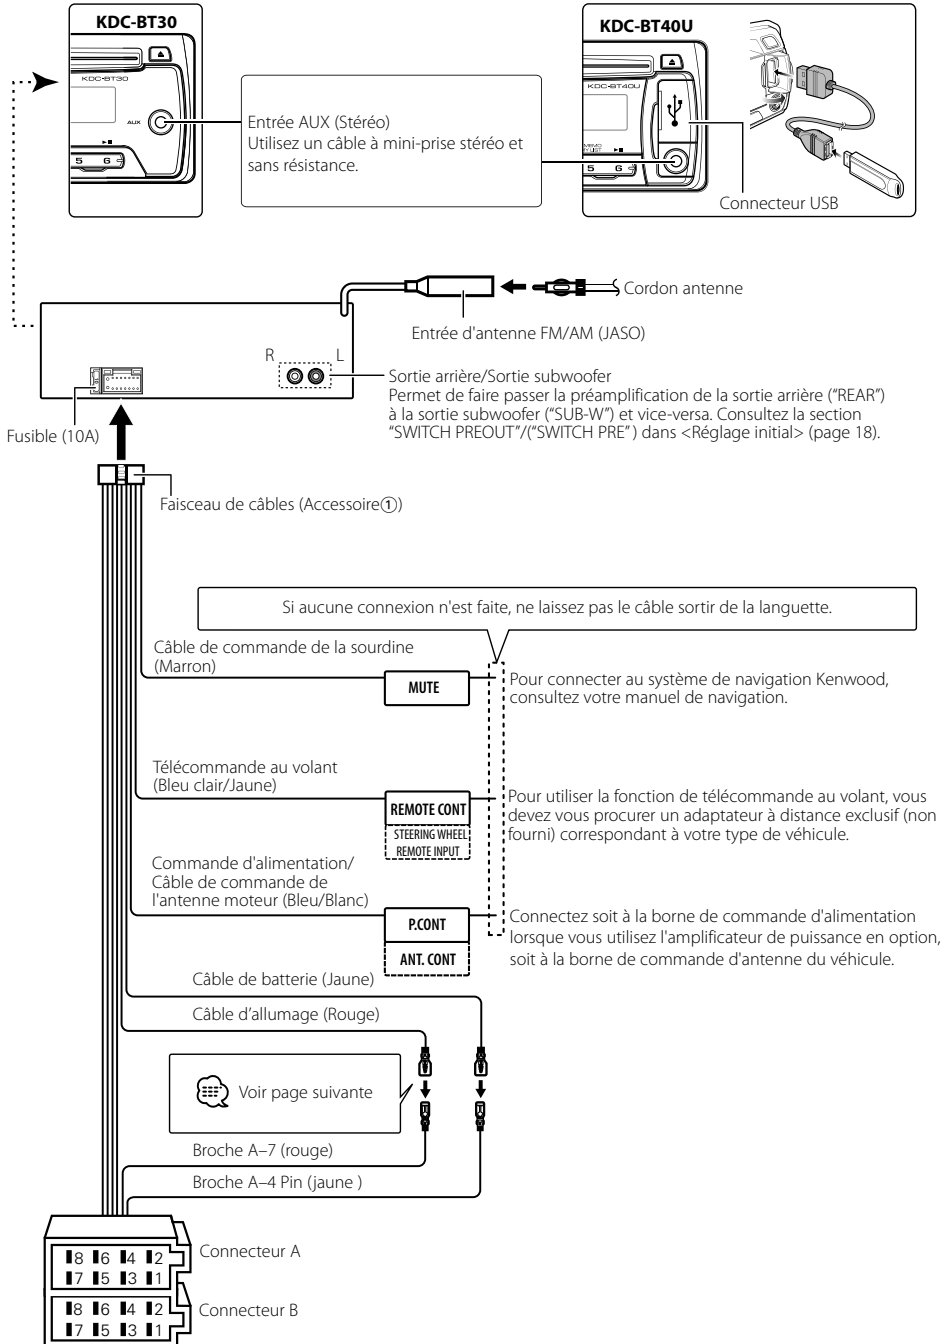 KDC-BT30
KDC-BT40U
KDC-BT30
AUX
5 6
Entrée AUX (Stéréo)
Utilisez un câble à mini-prise stéréo et
sans résistance.
KDC-BT40U
5 6
Connecteur USB
Cordon antenne
Entrée d'antenne FM/AM (JASO)
R L
Sortie arrière/Sortie subwoofer
Permet de faire passer la préamplification de la sortie arrière (“REAR”)
à la sortie subwoofer (“SUB-W”) et vice-versa. Consultez la section
“SWITCH PREOUT”/(“SWITCH PRE” ) dans <Réglage initial> (page 18).
Fusible (10A)
Faisceau de câbles (Accessoire①)
Si aucune connexion n'est faite, ne laissez pas le câble sortir de la languette.
Câble de commande de la sourdine
(Marron)
MUTE
Pour connecter au système de navigation Kenwood,
consultez votre manuel de navigation.
Télécommande au volant
(Bleu clair/Jaune)
REMOTE CONT
STEERING WHEEL
REMOTE INPUT
Pour utiliser la fonction de télécommande au volant, vous
devez vous procurer un adaptateur à distance exclusif (non
fourni) correspondant à votre type de véhicule.
Commande d'alimentation/
Câble de commande de
l'antenne moteur (Bleu/Blanc)
P.CONT
ANT. CONT
Connectez soit à la borne de commande d'alimentation
lorsque vous utilisez l'amplificateur de puissance en option,
soit à la borne de commande d'antenne du véhicule.
Câble de batterie (Jaune)
Câble d’allumage (Rouge)
Voir page suivante
Broche A–7 (rouge)
Broche A–4 Pin (jaune )
8 6 4 2
7 5 3 1
Connecteur A
8 6 4 2
7 5 3 1
Connecteur B